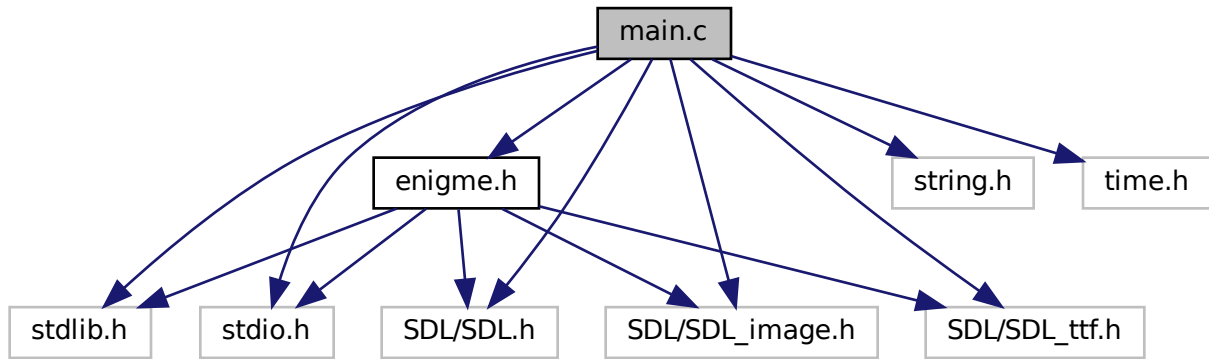 main.c
enigme.h
string.h
time.h
stdlib.h
stdio.h
SDL/SDL.h
SDL/SDL_image.h
SDL/SDL_ttf.h